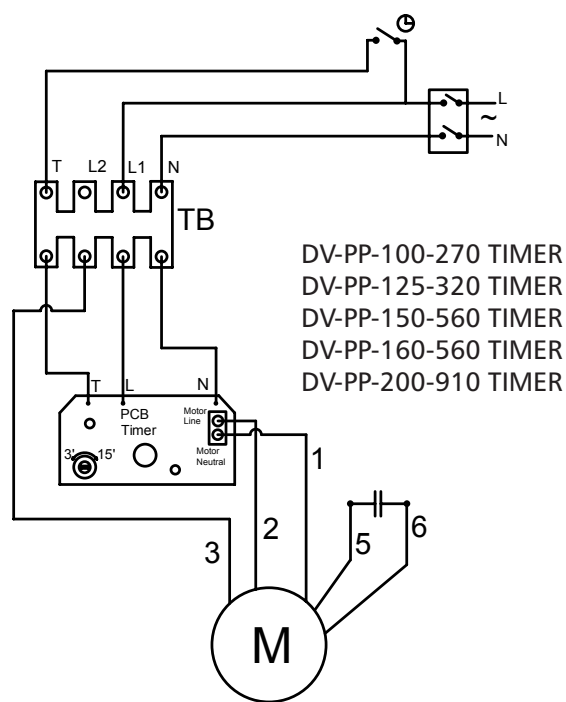 L
~
N
T L2 L1 N
TB
DV-PP-100-270 TIMER
DV-PP-125-320 TIMER
DV-PP-150-560 TIMER
DV-PP-160-560 TIMER
DV-PP-200-910 TIMER
T L N
PCB
Timer
Motor
Line
Motor
Neutral
3' 15'
1
2
3
5
6
M